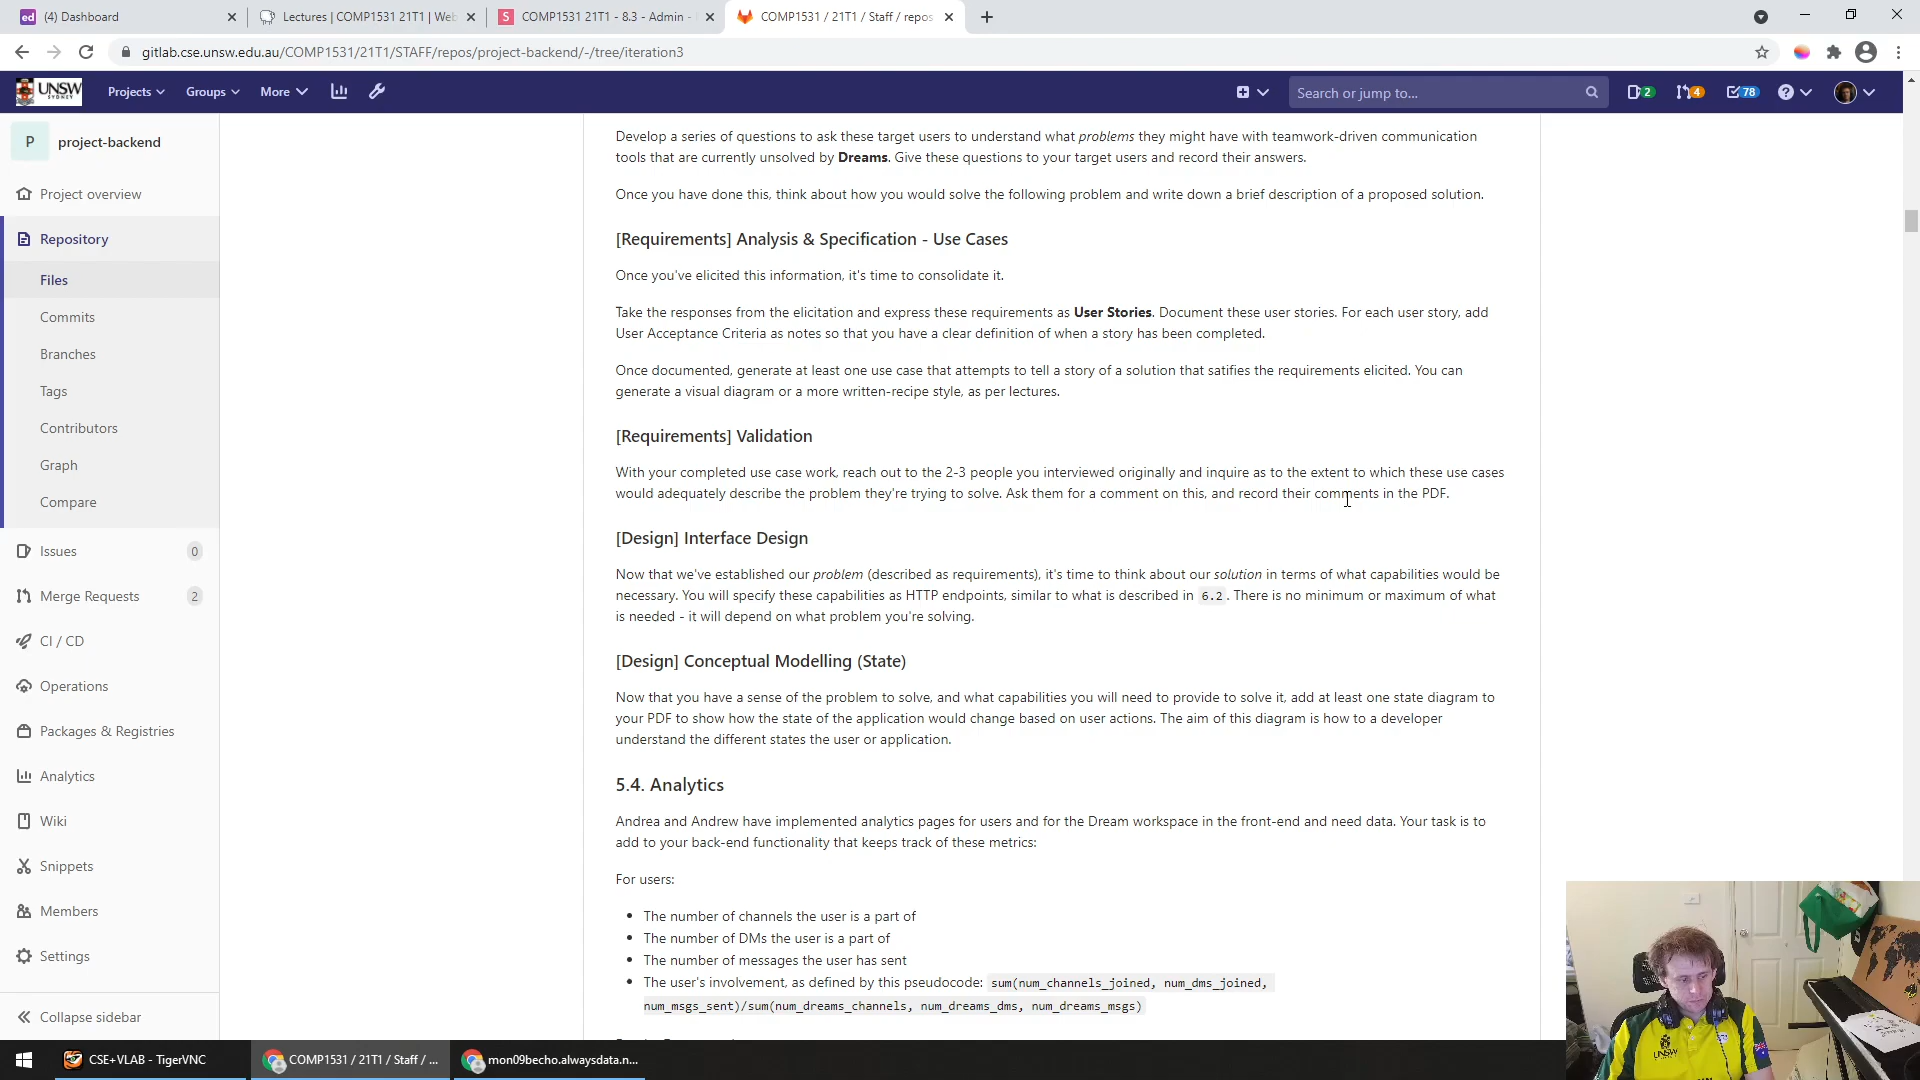 (4) Dashboard
Lectures | COMP1531 21T1 | Web
COMP1531 21T1 - 8.3 - Admin -
COMP1531 / 21T1 / Staff / repos
gitlab.cse.unsw.edu.au/COMP1531/21T1/STAFF/repos/project-backend/-/tree/iteration3
UNSW
SYDNEY
Projects
Groups
More
Search or jump to...
2
4
78
P
project-backend
Project overview
Repository
Files
Commits
Branches
Tags
Contributors
Graph
Compare
Issues
0
Merge Requests
2
CI / CD
Operations
Packages & Registries
Analytics
Wiki
Snippets
Members
Settings
Collapse sidebar
Develop a series of questions to ask these target users to understand what problems they might have with teamwork-driven communication
tools that are currently unsolved by Dreams. Give these questions to your target users and record their answers.
Once you have done this, think about how you would solve the following problem and write down a brief description of a proposed solution.
[Requirements] Analysis & Specification - Use Cases
Once you've elicited this information, it's time to consolidate it.
Take the responses from the elicitation and express these requirements as User Stories. Document these user stories. For each user story, add
User Acceptance Criteria as notes so that you have a clear definition of when a story has been completed.
Once documented, generate at least one use case that attempts to tell a story of a solution that satifies the requirements elicited. You can
generate a visual diagram or a more written-recipe style, as per lectures.
[Requirements] Validation
With your completed use case work, reach out to the 2-3 people you interviewed originally and inquire as to the extent to which these use cases
would adequately describe the problem they're trying to solve. Ask them for a comment on this, and record their comments in the PDF.
[Design] Interface Design
Now that we've established our problem (described as requirements), it's time to think about our solution in terms of what capabilities would be
necessary. You will specify these capabilities as HTTP endpoints, similar to what is described in 6.2. There is no minimum or maximum of what
is needed - it will depend on what problem you're solving.
[Design] Conceptual Modelling (State)
Now that you have a sense of the problem to solve, and what capabilities you will need to provide to solve it, add at least one state diagram to
your PDF to show how the state of the application would change based on user actions. The aim of this diagram is how to a developer
understand the different states the user or application.
5.4. Analytics
Andrea and Andrew have implemented analytics pages for users and for the Dream workspace in the front-end and need data. Your task is to
add to your back-end functionality that keeps track of these metrics:
For users:
• The number of channels the user is a part of
• The number of DMs the user is a part of
• The number of messages the user has sent
• The user's involvement, as defined by this pseudocode: sum(num_channels_joined, num_dms_joined,
num_msgs_sent)/sum(num_dreams_channels, num_dreams_dms, num_dreams_msgs)
CSE+VLAB - TigerVNC
COMP1531 / 21T1 / Staff / ...
mon09becho.alwaysdata.n...
UNSW